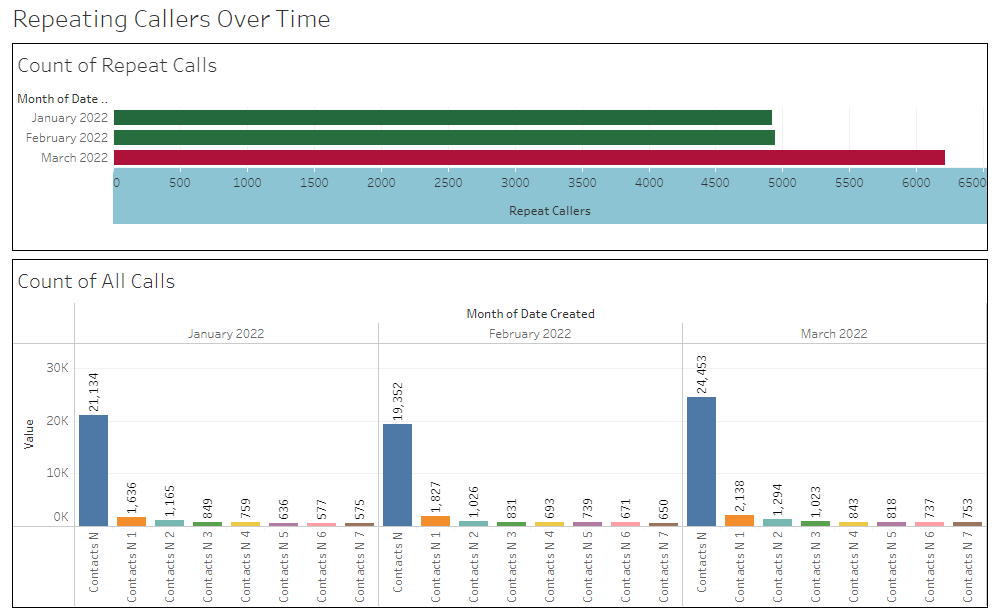 Repeating Callers Over Time
Count of Repeat Calls
Month of Date ..
January 2022
February 2022
March 2022
0 500 1000 1500 2000 2500 3000 3500 4000 4500 5000 5500 6000 6500
Repeat Callers
Count of All Calls
Month of Date Created
January 2022 February 2022 March 2022
Value
30K
20K
10K
0K
21,134 1,636 1,165 849 759 636 577 575
19,352 1,827 1,026 831 693 739 671 650
24,453 2,138 1,294 1,023 843 818 737 753
Contacts N Contacts N 1 Contacts N 2 Contacts N 3 Contacts N 4 Contacts N 5 Contacts N 6 Contacts N 7
Contacts N Contacts N 1 Contacts N 2 Contacts N 3 Contacts N 4 Contacts N 5 Contacts N 6 Contacts N 7
Contacts N Contacts N 1 Contacts N 2 Contacts N 3 Contacts N 4 Contacts N 5 Contacts N 6 Contacts N 7